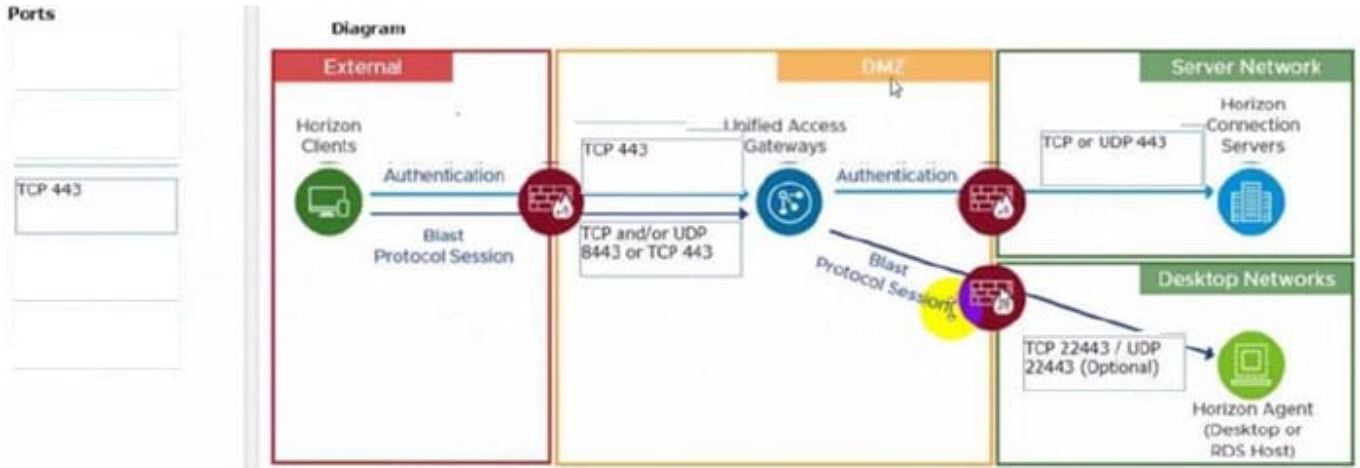 Ports
Diagram
External
DMZ
Server Network
Horizon
Clients
TCP 443
Unified Access
Gateways
TCP or UDP 443
Horizon
Connection
Servers
TCP 443
Authentication
Authentication
Blast
Protocol Session
TCP and/or UDP
8443 or TCP 443
Blast
Protocol Session
Desktop Networks
TCP 22443 / UDP
22443 (Optional)
Horizon Agent
(Desktop or
RDS Host)